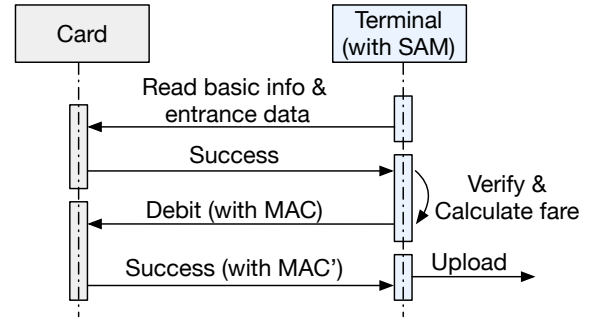 Card
Terminal
(with SAM)
Read basic info &
entrance data
Success
Verify &
Calculate fare
Debit (with MAC)
Upload
Success (with MAC’)